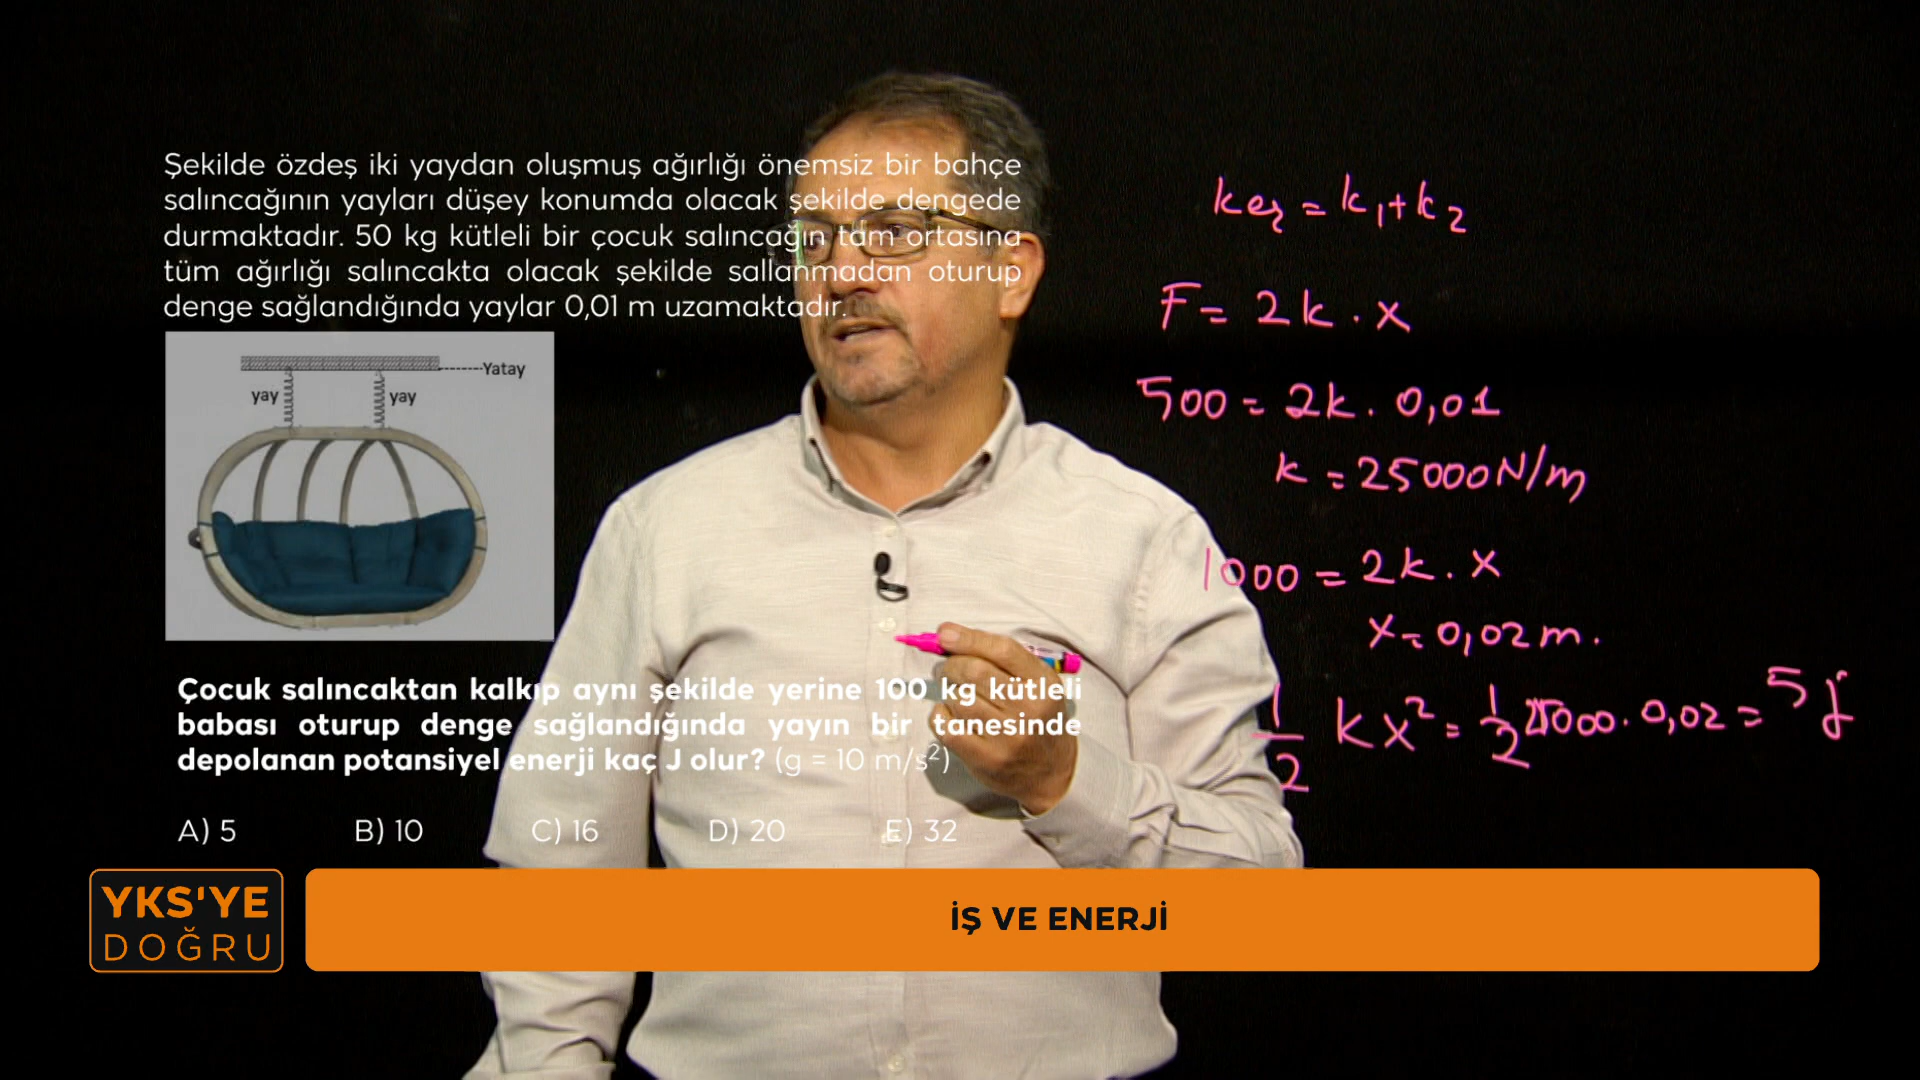 Şekilde özdeş iki yaydan oluşmuş ağırlığı önemsiz bir bahçe
salıncağının yayları düşey konumda olacak şekilde dengede
durmaktadır. 50 kg kütleli bir çocuk salıncağın tam ortasına
tüm ağırlığı salıncakta olacak şekilde sallanmadan oturup
denge sağlandığında yaylar 0,01 m uzamaktadır.
Yatay
yay yay
Çocuk salıncaktan kalkıp aynı şekilde yerine 100 kg kütleli
babası oturup denge sağlandığında yayın bir tanesinde
depolanan potansiyel enerji kaç J olur? (g = 10 m/s²)
A) 5 B) 10 C) 16 D) 20 E) 32
keş = k₁+k₂
F = 2k . x
500 = 2k . 0,01
k = 25000 N/m
1000 = 2k . x
x = 0,02 m.
1/2 kx² = 1/2 25000 . 0,02 = 5 j
YKS'YE
DOĞRU
İŞ VE ENERJİ